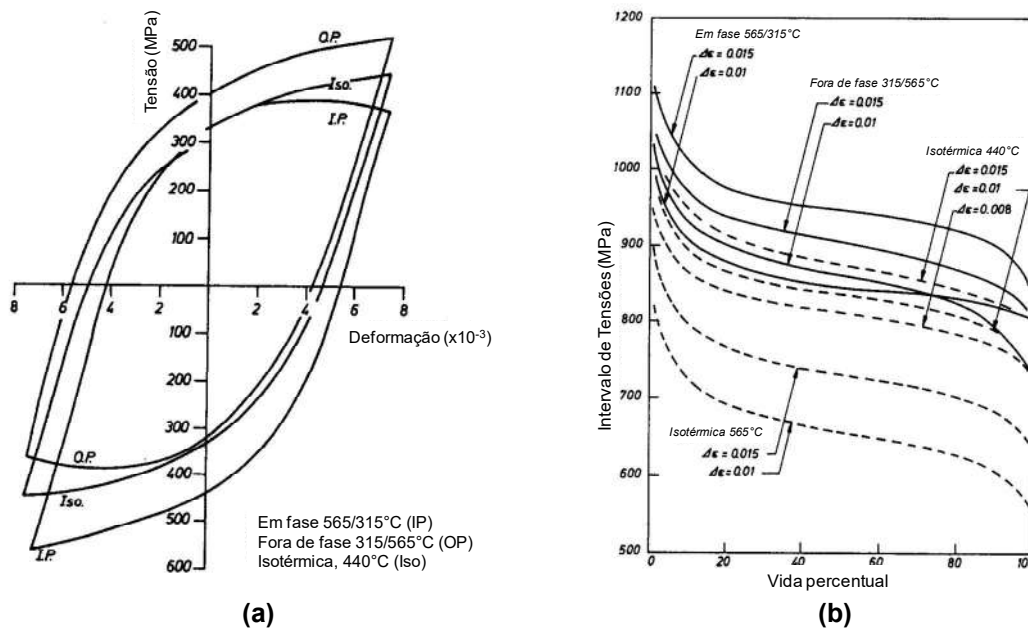 Tensão (MPa)
500
400
300
200
100
8
6
4
2
0
2
4
6
8
100
200
300
400
500
600
O.P.
Iso.
I.P.
Deformação (x10-3)
O.P.
Iso.
I.P.
Em fase 565/315°C (IP)
Fora de fase 315/565°C (OP)
Isotérmica, 440°C (Iso)
(a)
Intervalo de Tensões (MPa)
1200
1100
1000
900
800
700
600
500
0
20
40
60
80
Vida percentual
Em fase 565/315°C
Δε = 0.015
Δε = 0.01
Fora de fase 315/565°C
Δε = 0.015
Δε = 0.01
Isotérmica 440°C
Δε = 0.015
Δε = 0.01
Δε = 0.008
Isotérmica 565°C
Δε = 0.015
Δε = 0.01
(b)